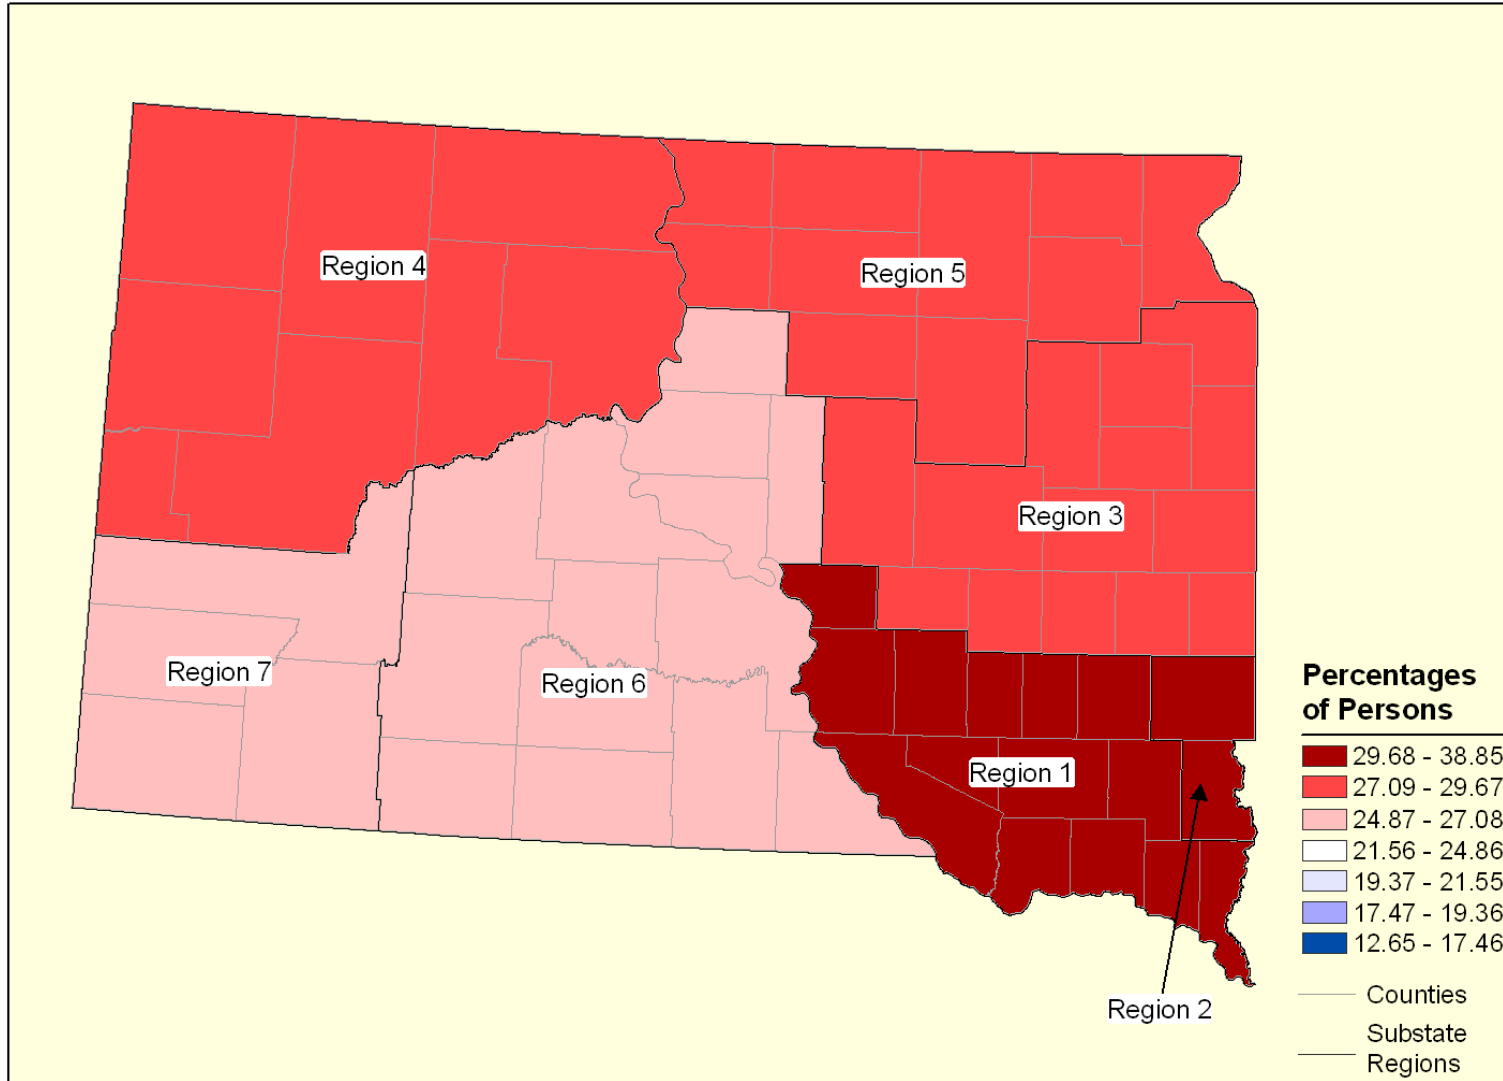 Region 4
Region 5
Region 3
Region 7
Region 6
Region 1
Region 2
Percentages
of Persons
29.68 - 38.85
27.09 - 29.67
24.87 - 27.08
21.56 - 24.86
19.37 - 21.55
17.47 - 19.36
12.65 - 17.46
Counties
Substate
Regions